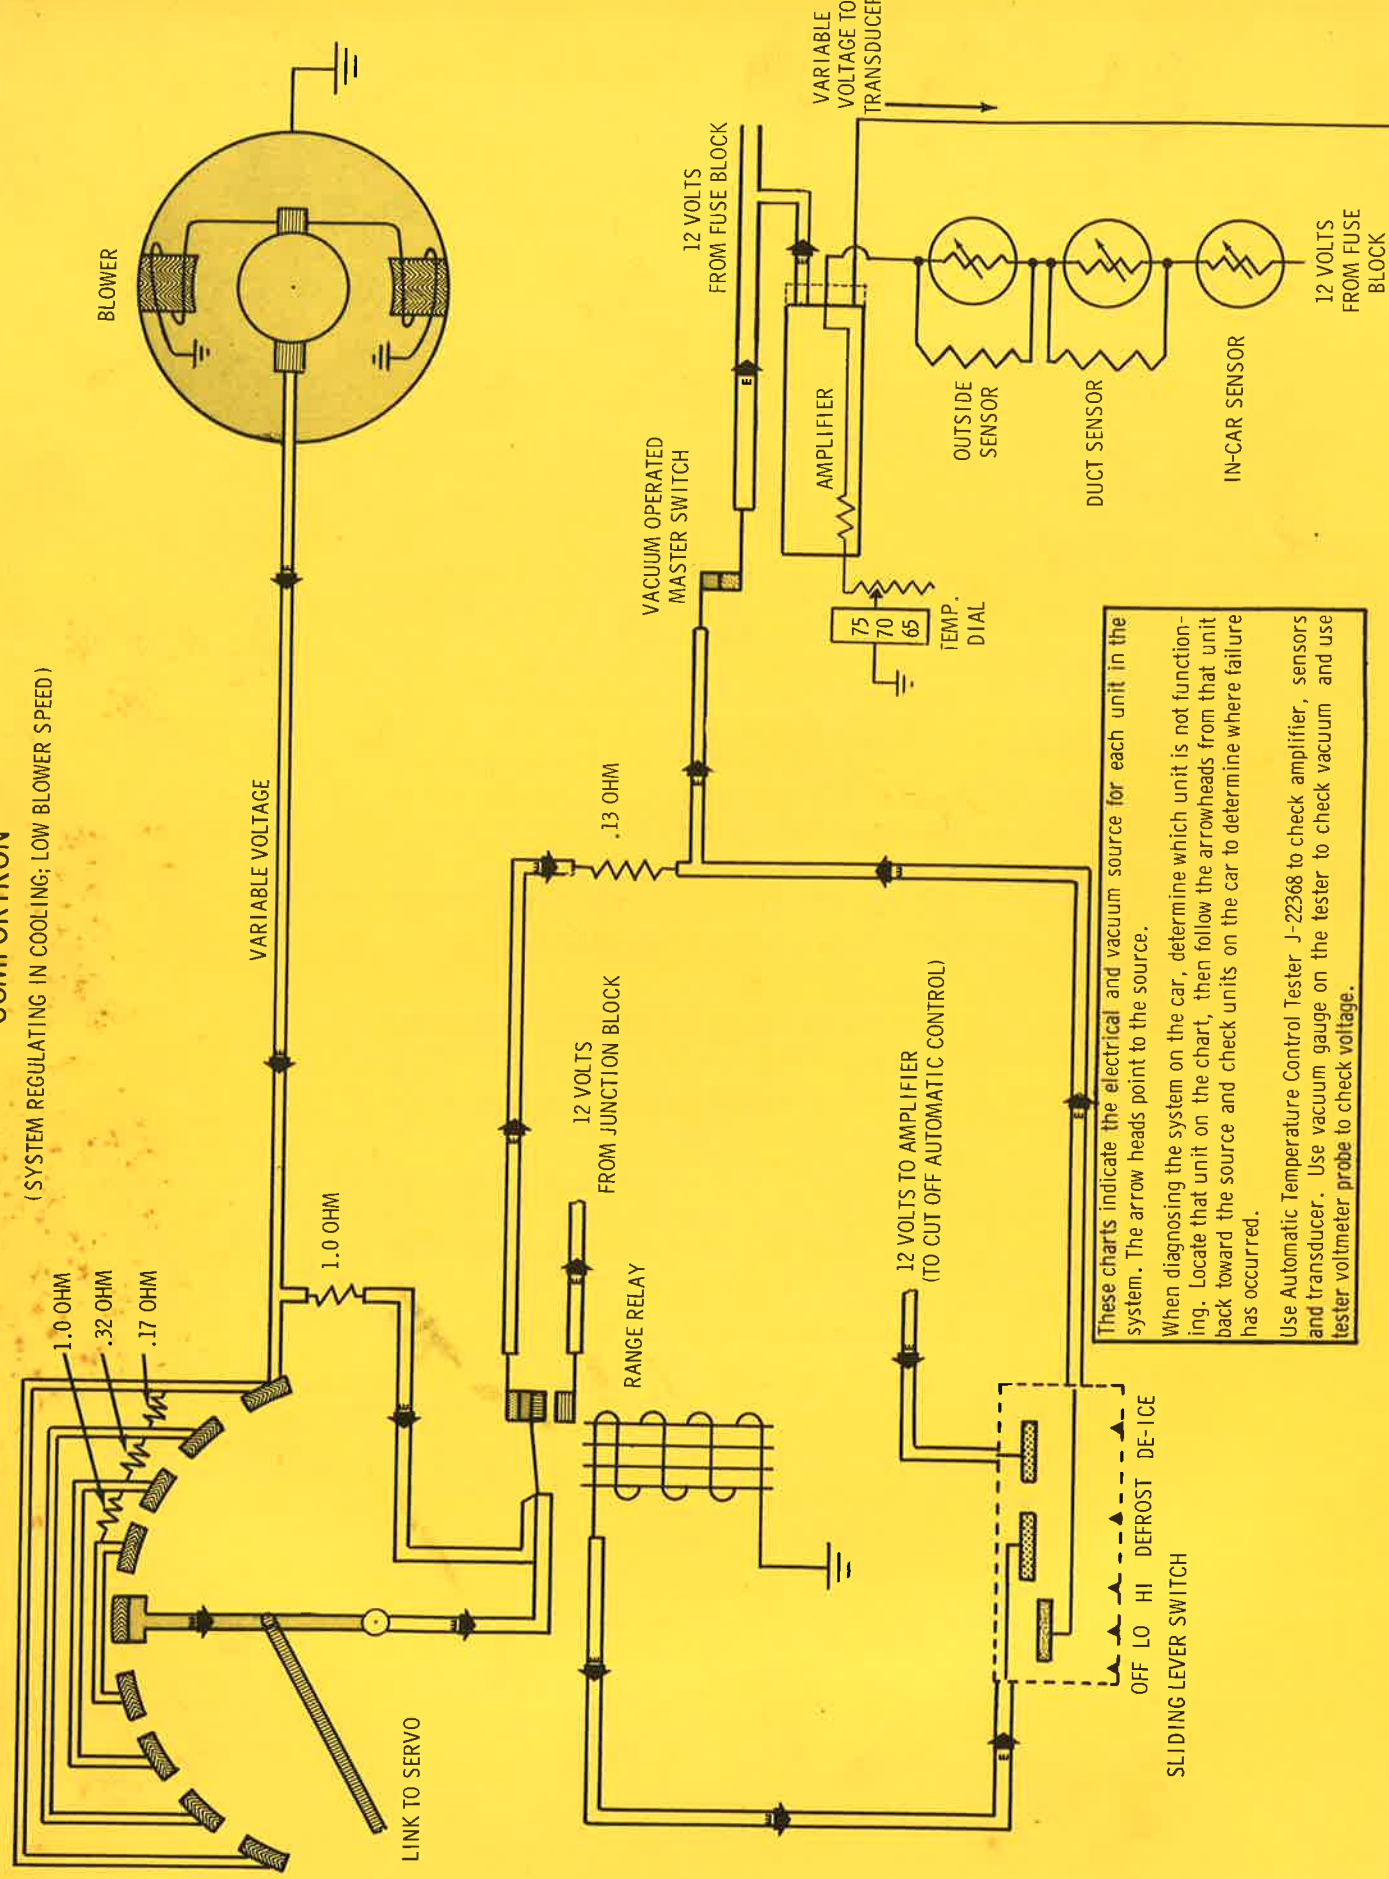 COMFORTRON
(SYSTEM REGULATING IN COOLING; LOW BLOWER SPEED)
1.0 OHM
.32 OHM
.17 OHM
BLOWER
VARIABLE VOLTAGE
1.0 OHM
LINK TO SERVO
.13 OHM
12 VOLTS
FROM JUNCTION BLOCK
RANGE RELAY
VACUUM OPERATED
MASTER SWITCH
12 VOLTS
FROM FUSE BLOCK
VARIABLE
VOLTAGE TO
TRANSDUCER
AMPLIFIER
75
70
65
TEMP.
DIAL
OUTSIDE
SENSOR
DUCT SENSOR
IN-CAR SENSOR
12 VOLTS
FROM FUSE
BLOCK
12 VOLTS TO AMPLIFIER
(TO CUT OFF AUTOMATIC CONTROL)
OFF LO HI DEFROST DE-ICE
SLIDING LEVER SWITCH
These charts indicate the electrical and vacuum source for each unit in the
system. The arrow heads point to the source.
When diagnosing the system on the car, determine which unit is not function-
ing. Locate that unit on the chart, then follow the arrowheads from that unit
back toward the source and check units on the car to determine where failure
has occurred.
Use Automatic Temperature Control Tester J-22368 to check amplifier, sensors
and transducer. Use vacuum gauge on the tester to check vacuum and use
tester voltmeter probe to check voltage.